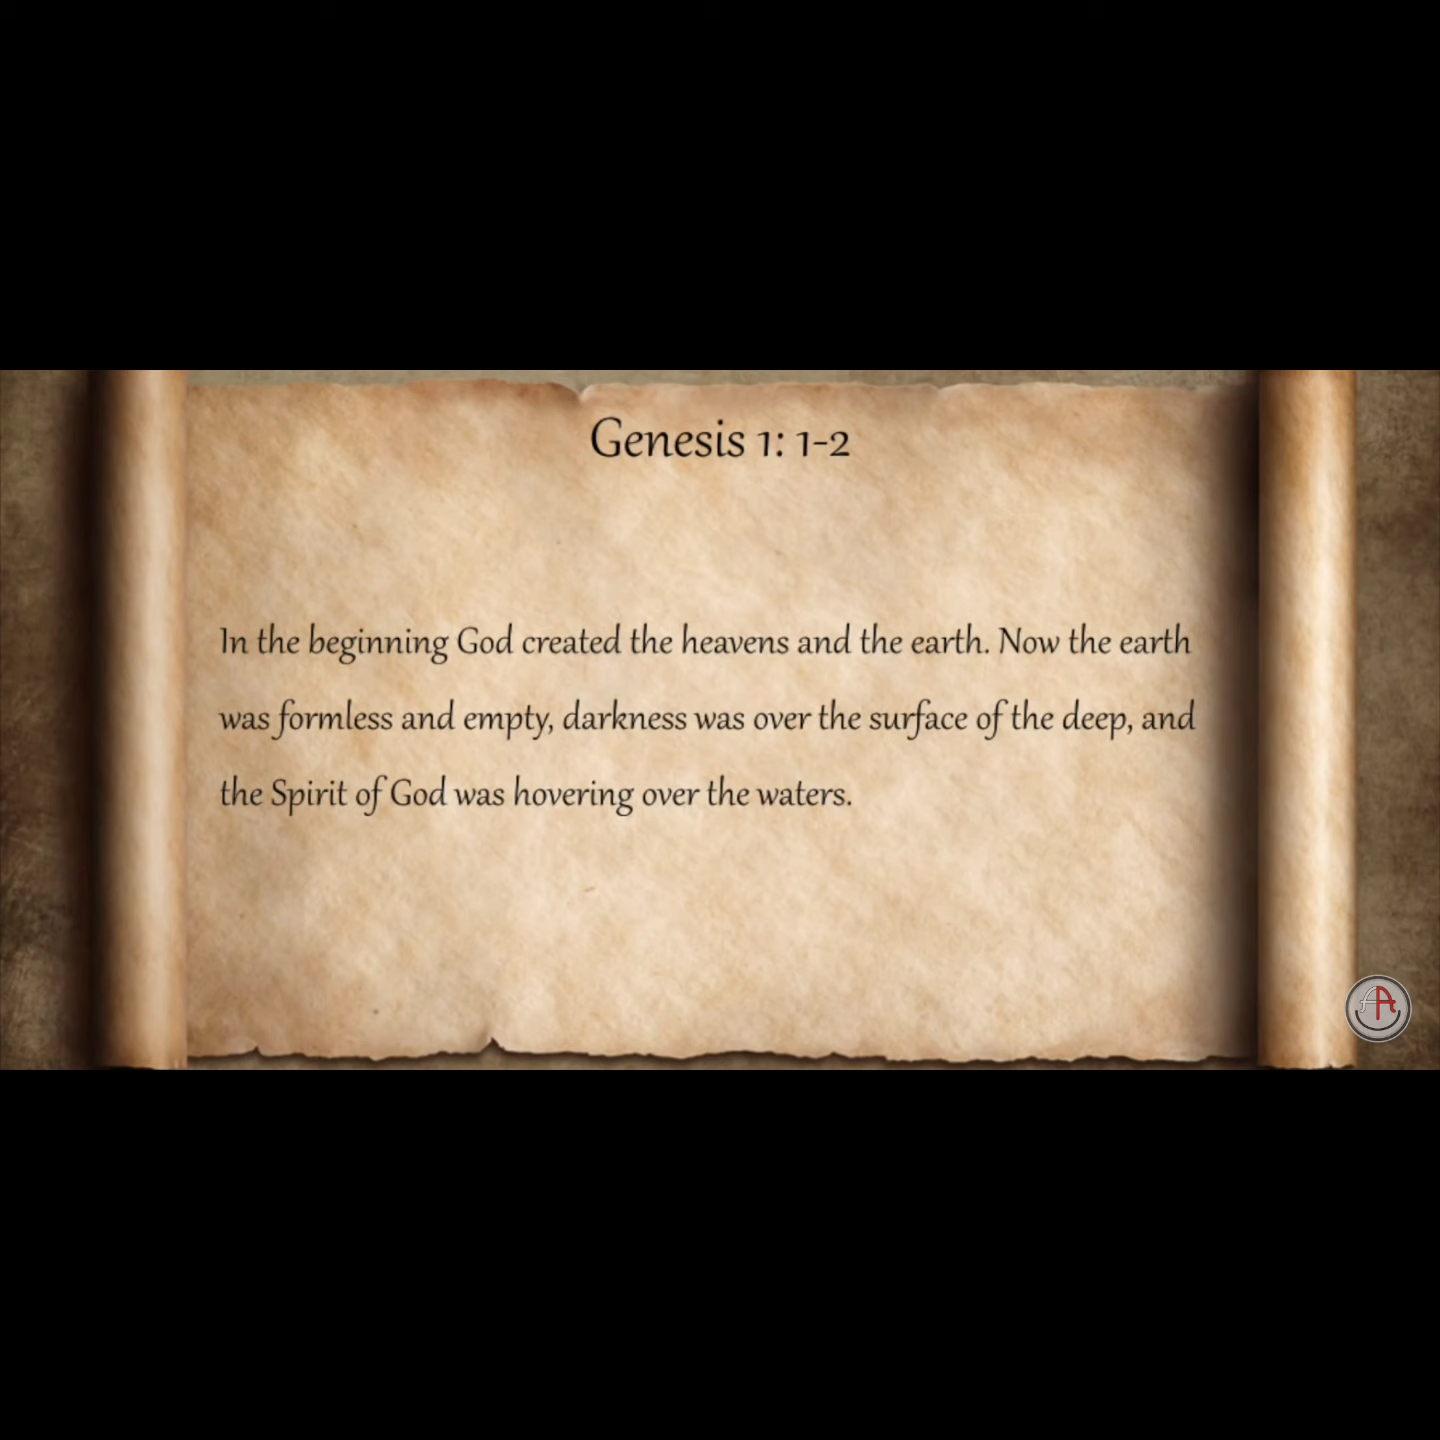 Genesis 1: 1-2
In the beginning God created the heavens and the earth. Now the earth
was formless and empty, darkness was over the surface of the deep, and
the Spirit of God was hovering over the waters.
AA